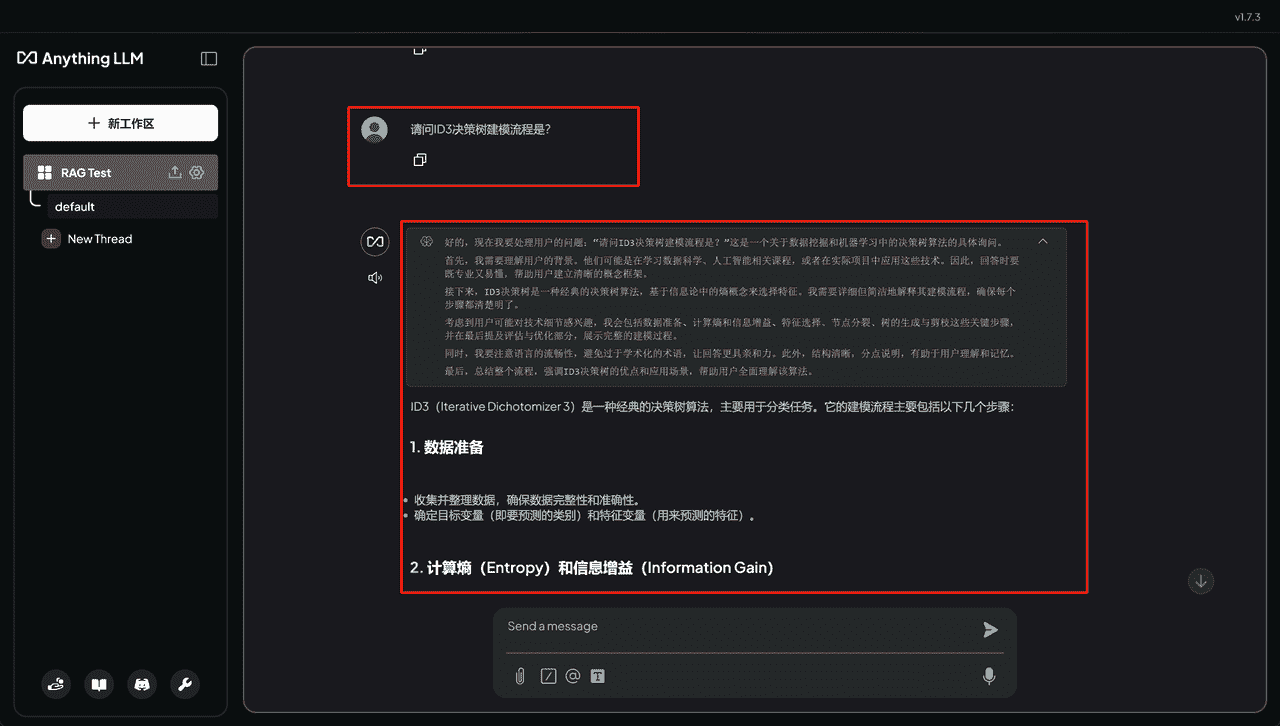 v1.7.3
Anything LLM
新工作区
RAG Test
default
New Thread
请问ID3决策树建模流程是？
好的，现在我要处理用户的问题：“请问ID3决策树建模流程是？”这是一个关于数据挖掘和机器学习中的决策树算法的具体询问。
首先，我需要理解用户的背景。他们可能是在学习数据科学、人工智能相关课程，或者在实际项目中应用这些技术。因此，回答时要
既专业又易懂，帮助用户建立清晰的概念框架。
接下来，ID3决策树是一种经典的决策树算法，基于信息论中的熵概念来选择特征。我需要详细但简洁地解释其建模流程，确保每个
步骤都清楚明了。
考虑到用户可能对技术细节感兴趣，我会包括数据准备、计算熵和信息增益、特征选择、节点分裂、树的生成与剪枝这些关键步骤，
并在最后提及评估与优化部分，展示完整的建模过程。
同时，我要注意语言的流畅性，避免过于学术化的术语，让回答更具亲和力。此外，结构清晰，分点说明，有助于用户理解和记忆。
最后，总结整个流程，强调ID3决策树的优点和应用场景，帮助用户全面理解该算法。
ID3（Iterative Dichotomizer 3）是一种经典的决策树算法，主要用于分类任务。它的建模流程主要包括以下几个步骤：
1. 数据准备
• 收集并整理数据，确保数据完整性和准确性。
• 确定目标变量（即要预测的类别）和特征变量（用来预测的特征）。
2. 计算熵（Entropy）和信息增益（Information Gain）
Send a message